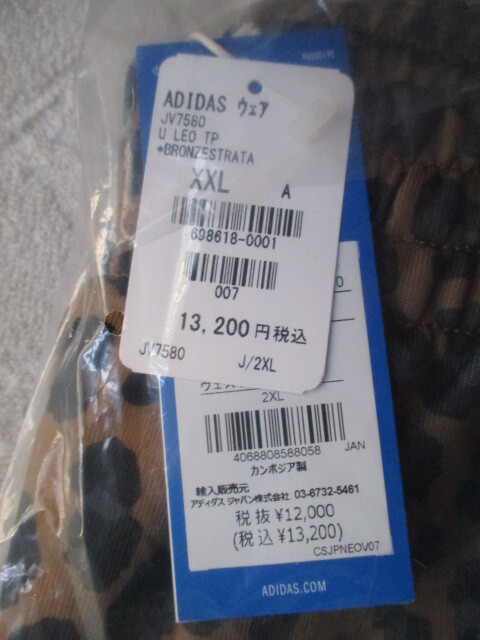 ADIDAS ウェア
JV7580
U LEO TP
*BRONZESTRATA
XXL
A
698618-0001
007
13,200円税込
JV7580 J/2XL
0
2XL
4068808588058 JAN
カンボジア製
輸入販売元
アディダス ジャパン株式会社 03-6732-5461
税抜 ¥12,000
(税込 ¥13,200)
CSJPNEOV07
ADIDAS.COM